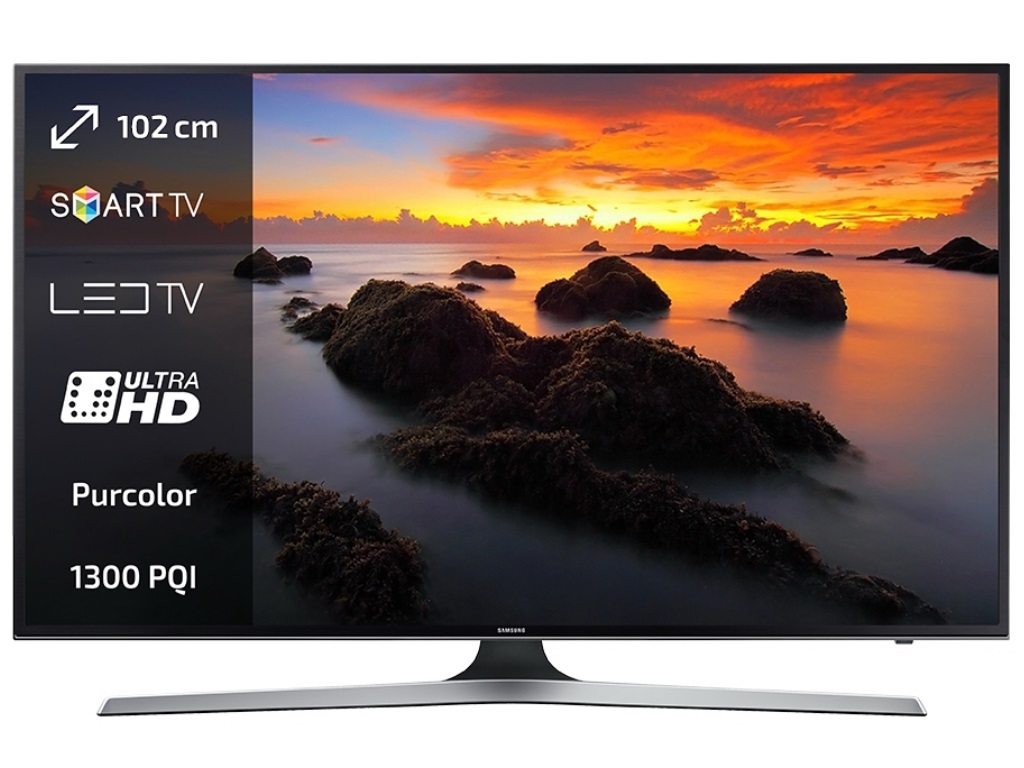 102 cm
SMART TV
LED TV
ULTRA
HD
Purcolor
1300 PQI
SAMSUNG